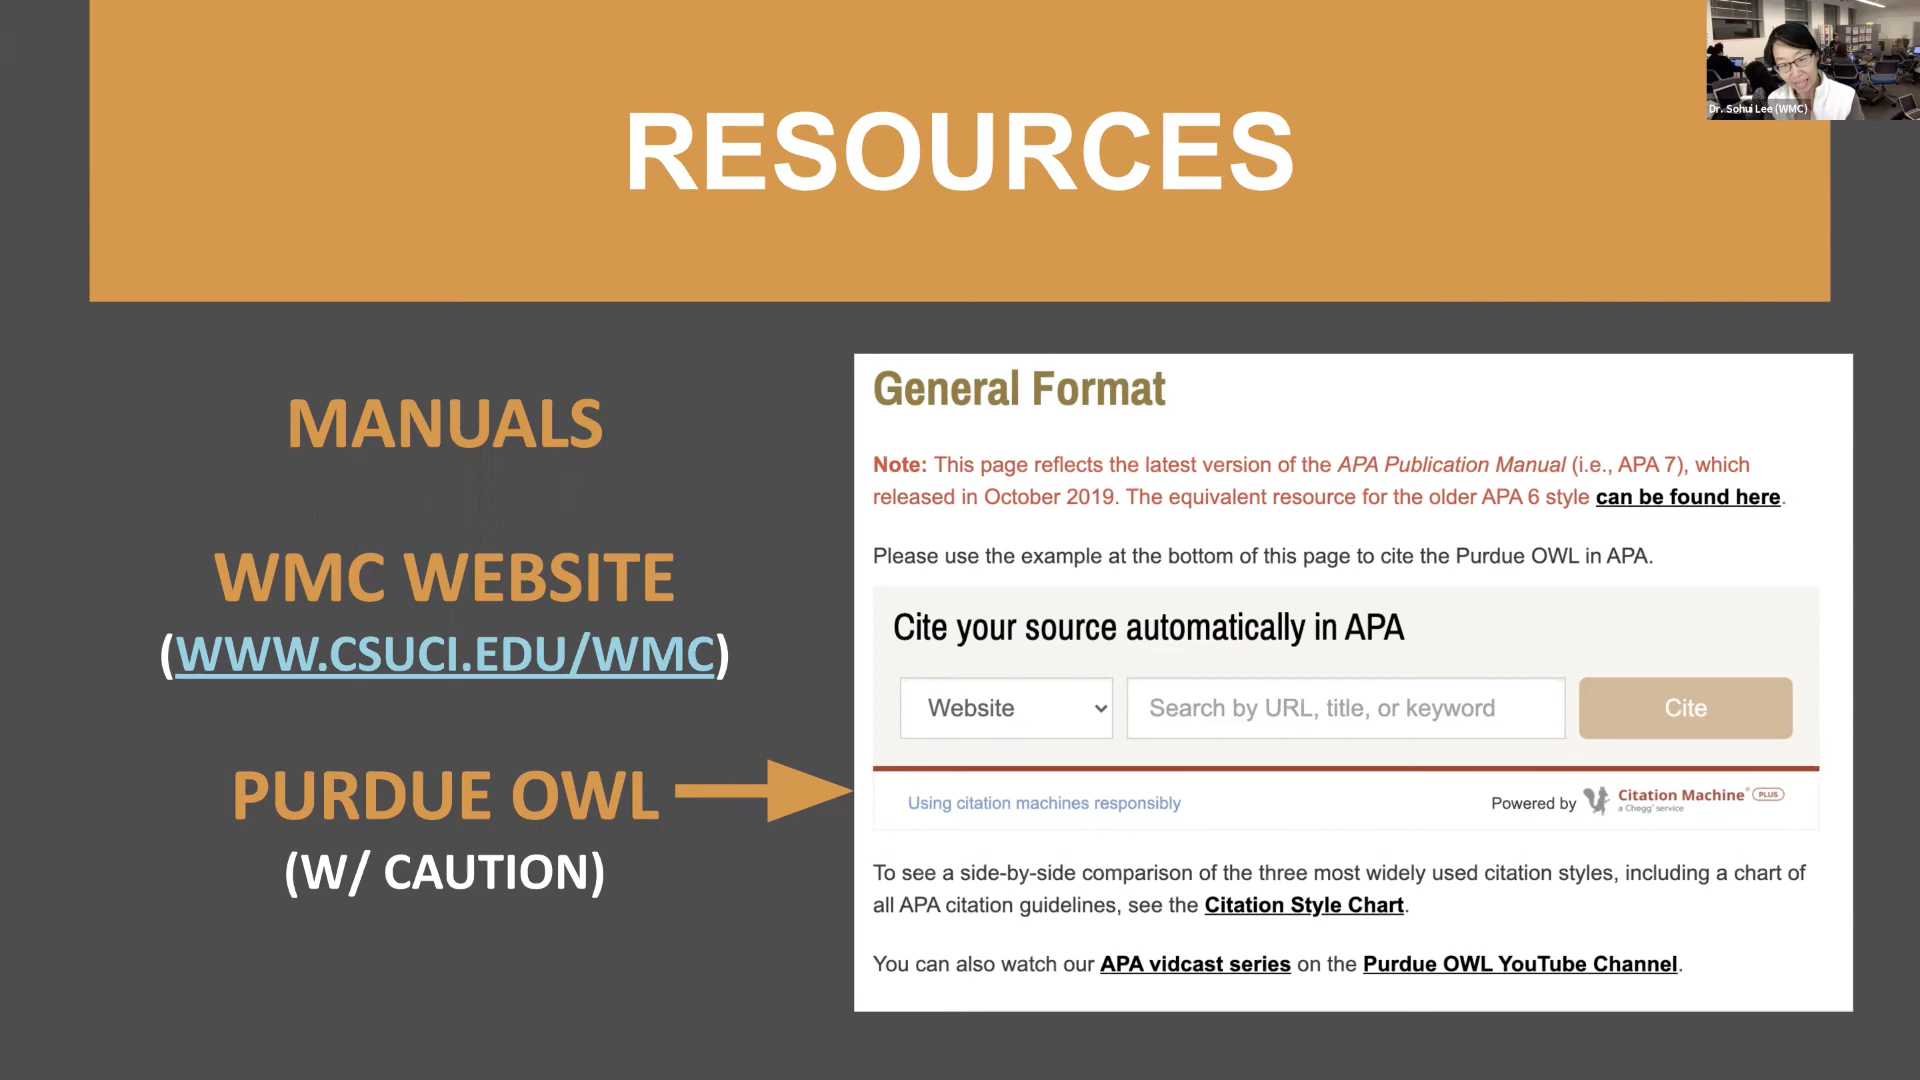 RESOURCES
Dr. Sohui Lee (WMC)
MANUALS
WMC WEBSITE
(WWW.CSUCI.EDU/WMC)
PURDUE OWL
(W/ CAUTION)
General Format
Note: This page reflects the latest version of the APA Publication Manual (i.e., APA 7), which
released in October 2019. The equivalent resource for the older APA 6 style can be found here.
Please use the example at the bottom of this page to cite the Purdue OWL in APA.
Cite your source automatically in APA
Website
Search by URL, title, or keyword
Cite
Using citation machines responsibly
Powered by
Citation Machine® PLUS
a Chegg® service
To see a side-by-side comparison of the three most widely used citation styles, including a chart of
all APA citation guidelines, see the Citation Style Chart.
You can also watch our APA vidcast series on the Purdue OWL YouTube Channel.